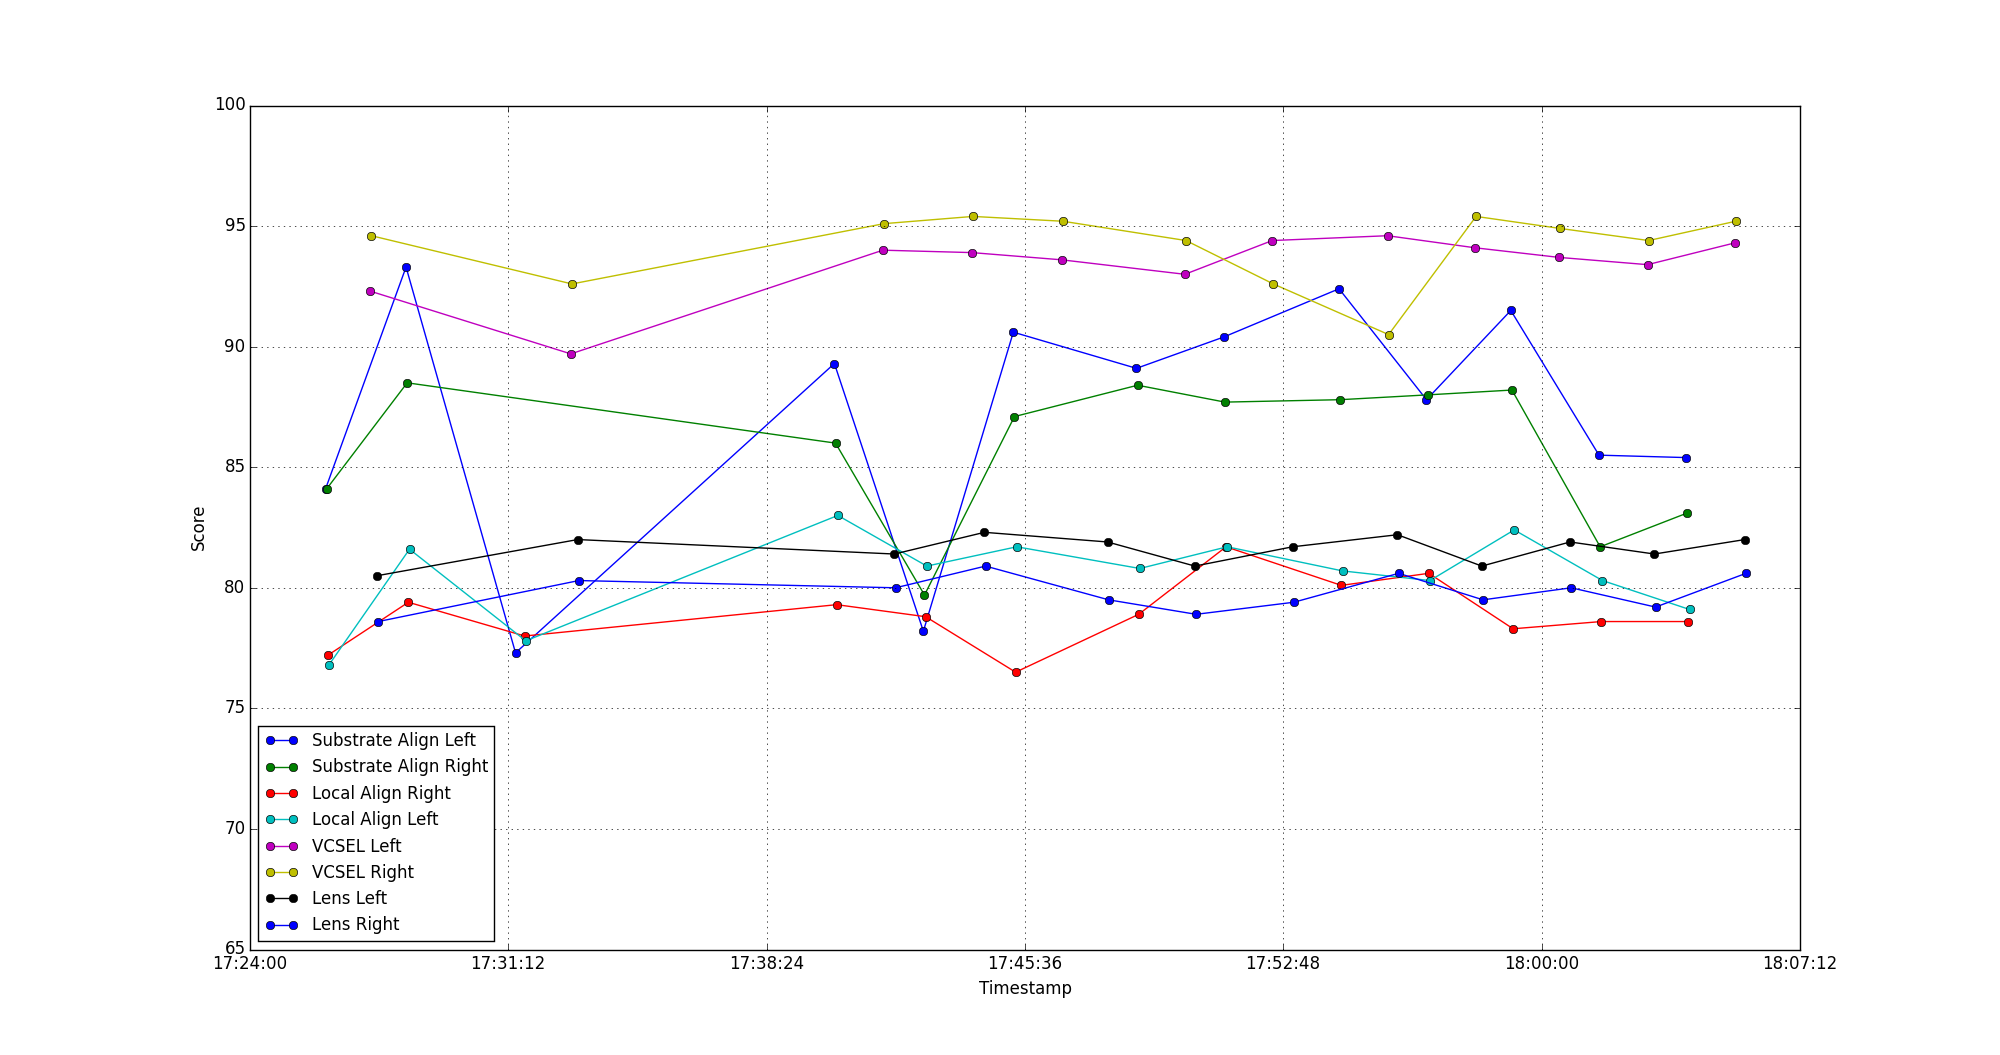 100
95
90
85
80
75
70
65
Score
Substrate Align Left
Substrate Align Right
Local Align Right
Local Align Left
VCSEL Left
VCSEL Right
Lens Left
Lens Right
17:24:00 17:31:12 17:38:24 17:45:36 17:52:48 18:00:00 18:07:12
Timestamp